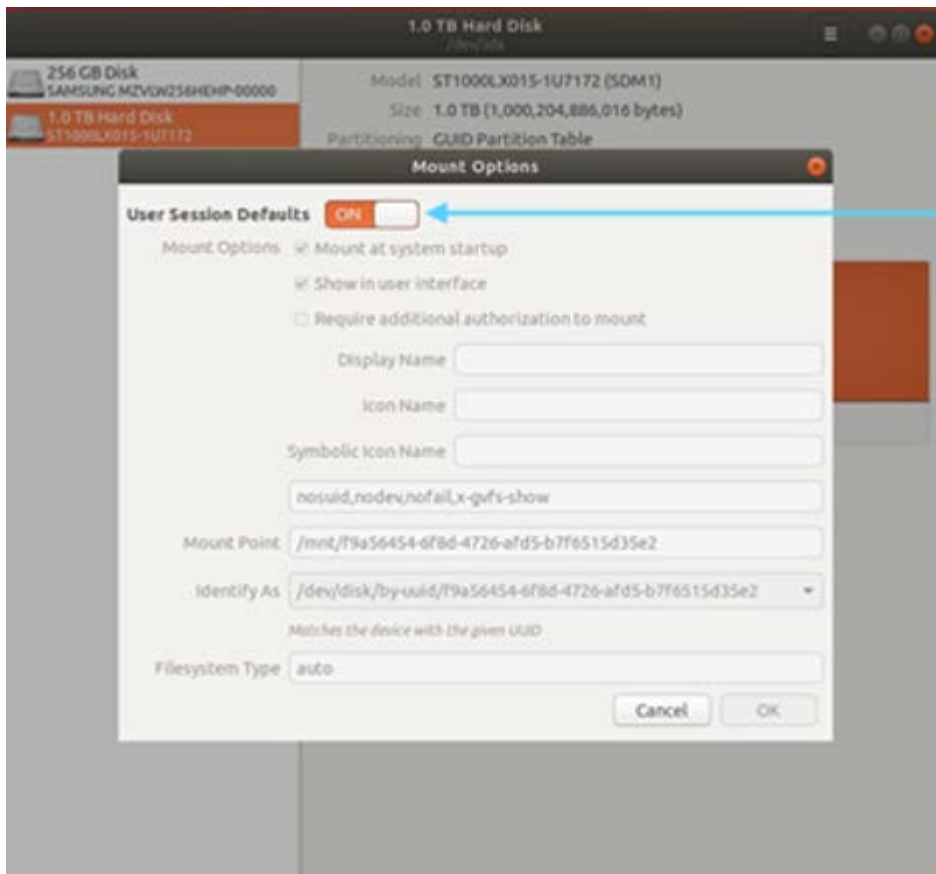 1.0 TB Hard Disk
/dev/sda
256 GB Disk
SAMSUNG MZVLW256HEHP-00000
1.0 TB Hard Disk
ST1000LX015-1U7172
Model ST1000LX015-1U7172 (SDM1)
Size 1.0 TB (1,000,204,886,016 bytes)
Partitioning GUID Partition Table
Mount Options
User Session Defaults ON
Mount Options Mount at system startup
Show in user interface
Require additional authorization to mount
Display Name
Icon Name
Symbolic Icon Name
nosuid,nodev,nofail,x-gvfs-show
Mount Point /mnt/f9a56454-6f8d-4726-afd5-b7f6515d35e2
Identify As /dev/disk/by-uuid/f9a56454-6f8d-4726-afd5-b7f6515d35e2
Matches the device with the given UUID
Filesystem Type auto
Cancel OK